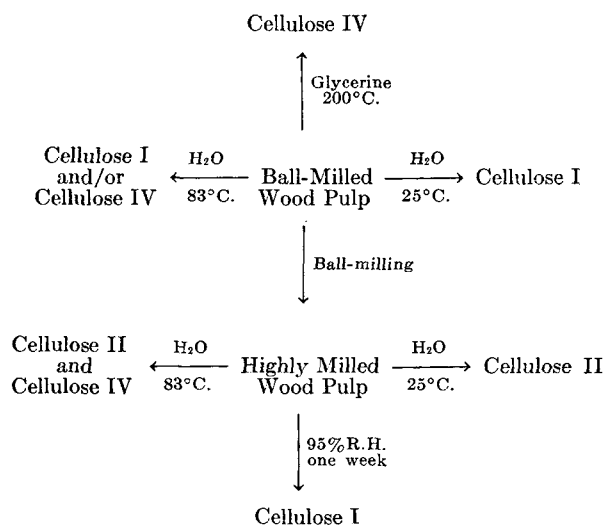 Cellulose IV
Glycerine
200°C.
Cellulose I
and/or
Cellulose IV
H₂O
83°C.
Ball-Milled
Wood Pulp
H₂O
25°C.
Cellulose I
Ball-milling
Cellulose II
and
Cellulose IV
H₂O
83°C.
Highly Milled
Wood Pulp
H₂O
25°C.
Cellulose II
95%R.H.
one week
Cellulose I